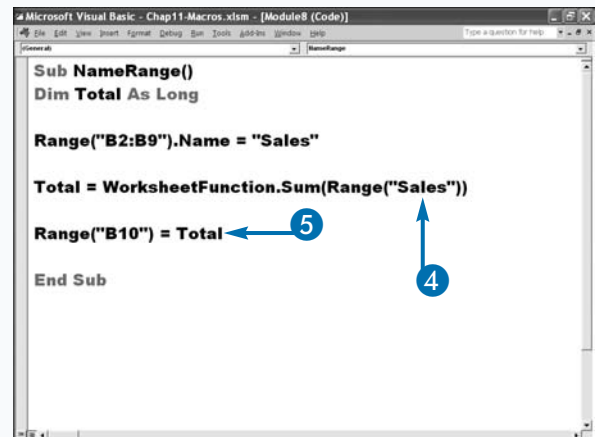 Microsoft Visual Basic - Chap11-Macros.xlsm - [Module8 (Code)]
File Edit View Insert Format Debug Run Tools Add-Ins Window Help Type a question for help
(General) NameRange
Sub NameRange()
Dim Total As Long
Range("B2:B9").Name = "Sales"
Total = WorksheetFunction.Sum(Range("Sales"))
Range("B10") = Total 5
End Sub 4